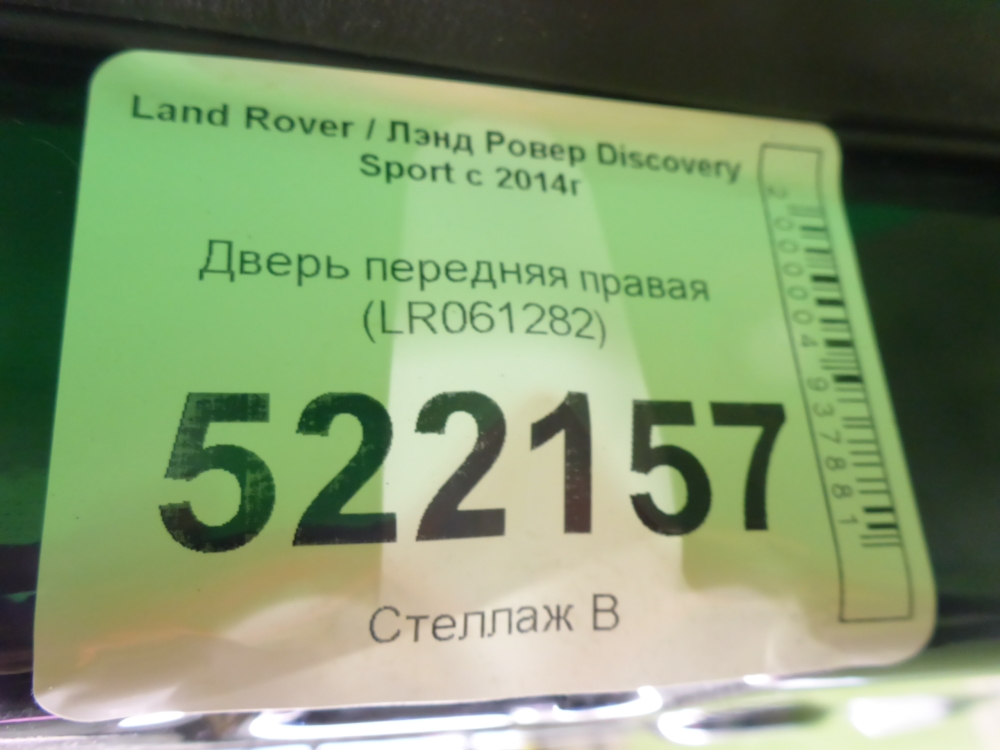 Land Rover / Лэнд Ровер Discovery
Sport с 2014г
Дверь передняя правая
(LR061282)
522157
Стеллаж В
2000004937881